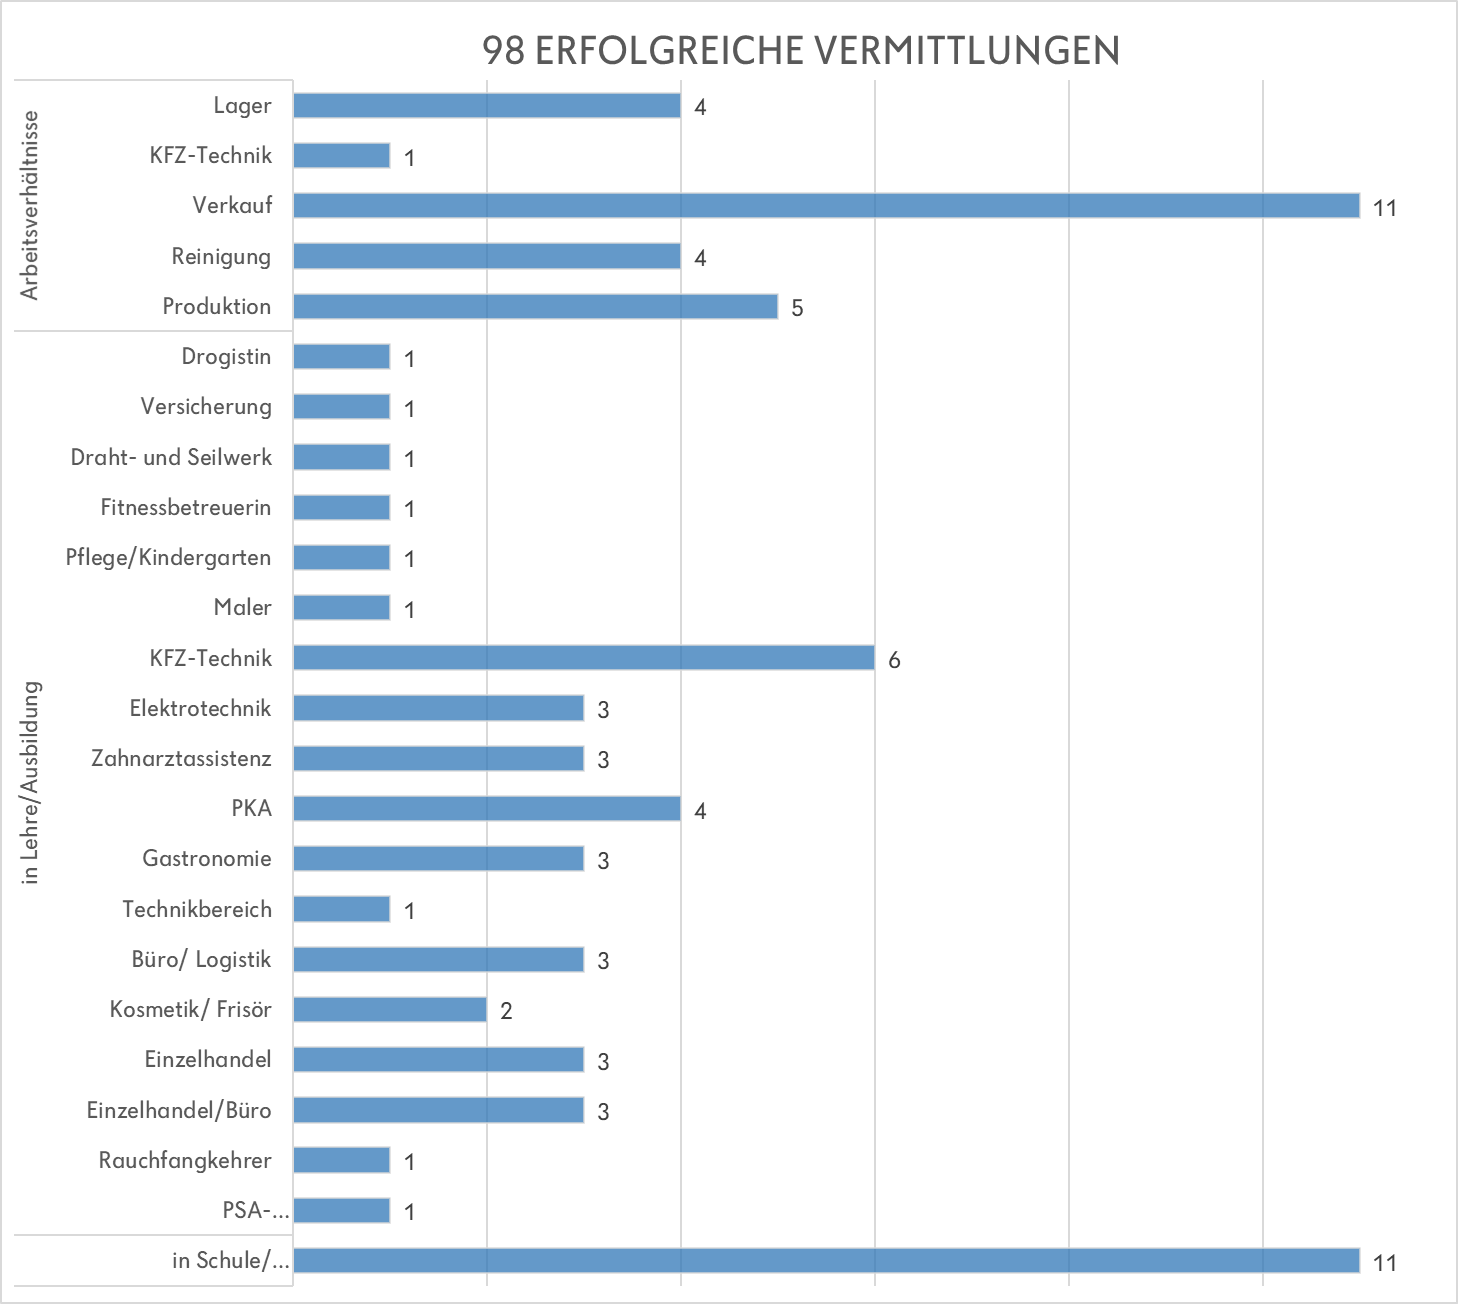 98 ERFOLGREICHE VERMITTLUNGEN
Arbeitsverhältnisse
Lager 4
KFZ-Technik 1
Verkauf 11
Reinigung 4
Produktion 5
in Lehre/Ausbildung
Drogistin 1
Versicherung 1
Draht- und Seilwerk 1
Fitnessbetreuerin 1
Pflege/Kindergarten 1
Maler 1
KFZ-Technik 6
Elektrotechnik 3
Zahnarztassistenz 3
PKA 4
Gastronomie 3
Technikbereich 1
Büro/ Logistik 3
Kosmetik/ Frisör 2
Einzelhandel 3
Einzelhandel/Büro 3
Rauchfangkehrer 1
PSA-... 1
in Schule/... 11